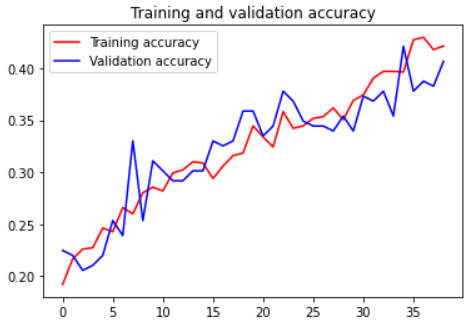 Training and validation accuracy
Training accuracy
Validation accuracy
0.40
0.35
0.30
0.25
0.20
0 5 10 15 20 25 30 35